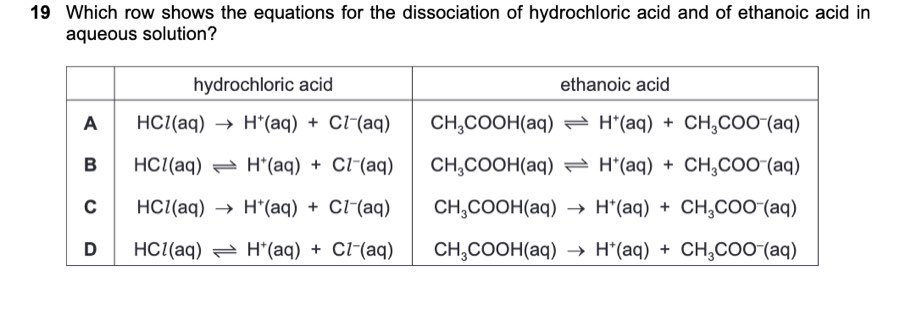 19 Which row shows the equations for the dissociation of hydrochloric acid and of ethanoic acid in
aqueous solution?
hydrochloric acid ethanoic acid
A HCl(aq) → H⁺(aq) + Cl⁻(aq) CH₃COOH(aq) ⇌ H⁺(aq) + CH₃COO⁻(aq)
B HCl(aq) ⇌ H⁺(aq) + Cl⁻(aq) CH₃COOH(aq) ⇌ H⁺(aq) + CH₃COO⁻(aq)
C HCl(aq) → H⁺(aq) + Cl⁻(aq) CH₃COOH(aq) → H⁺(aq) + CH₃COO⁻(aq)
D HCl(aq) ⇌ H⁺(aq) + Cl⁻(aq) CH₃COOH(aq) → H⁺(aq) + CH₃COO⁻(aq)